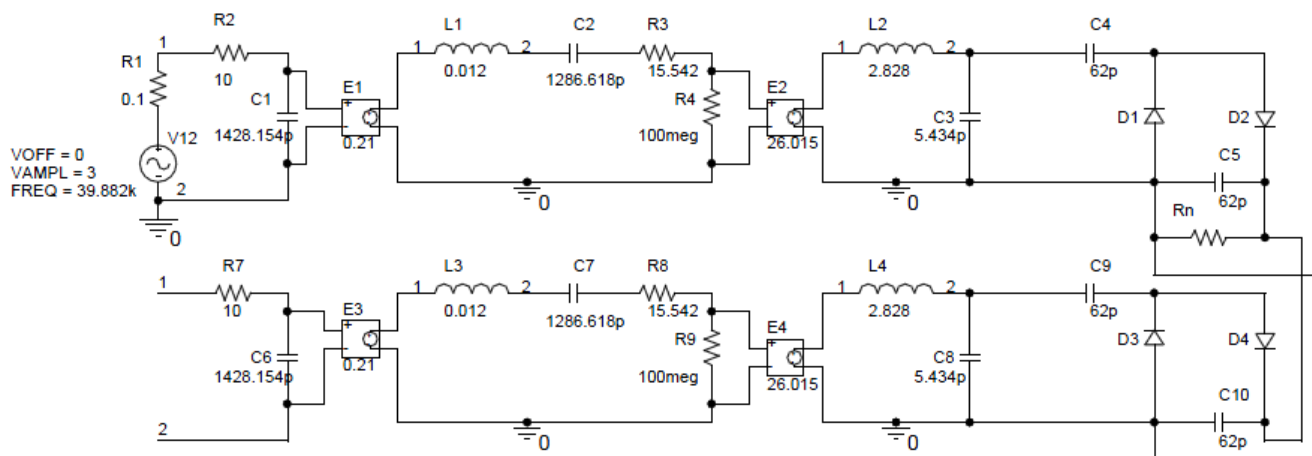 L1
C2
R3
L2
C4
R2
1
R1
1
2
1
2
0.012
1286.618p
15.542
2.828
62p
10
E1
R4
E2
0.1
C1
C3
D1
D2
1428.154p
V12
0.21
100meg
26.015
5.434p
C5
VOFF = 0
VAMPL = 3
FREQ = 39.882k
2
62p
0
0
0
Rn
R7
L3
C7
R8
L4
C9
1
1
2
1
2
10
0.012
1286.618p
15.542
2.828
62p
E3
R9
E4
D3
D4
C6
C8
1428.154p
0.21
100meg
26.015
5.434p
C10
2
0
0
62p